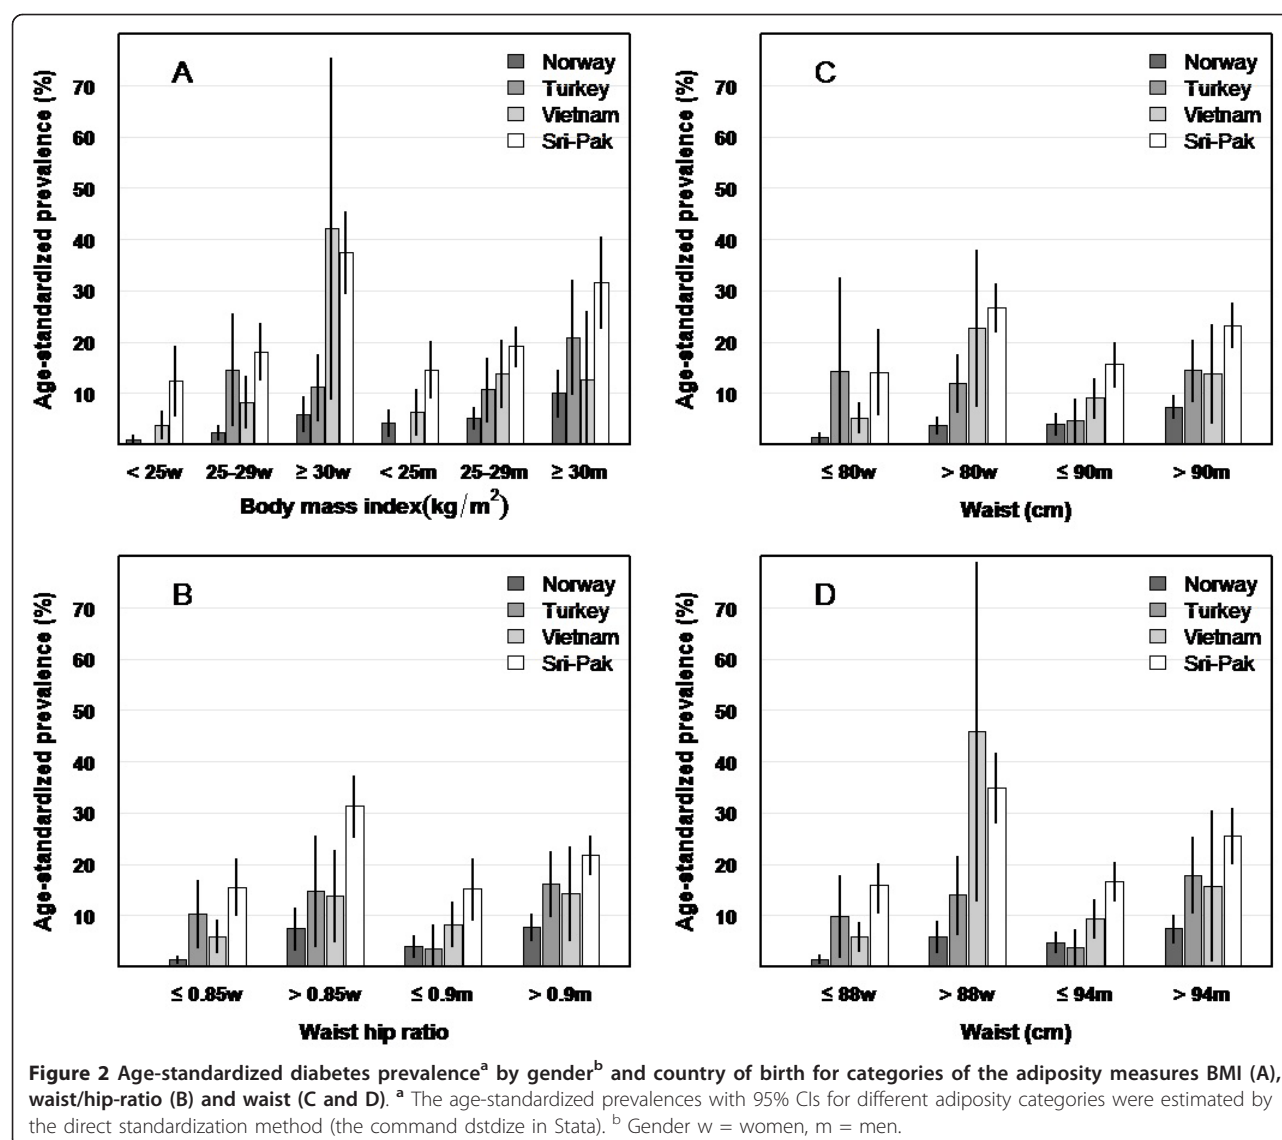 A
Age-standardized prevalence (%)
70
60
50
40
30
20
10
Norway
Turkey
Vietnam
Sri-Pak
< 25w 25–29w ≥ 30w < 25m 25–29m ≥ 30m
Body mass index(kg/m²)
C
Age-standardized prevalence (%)
70
60
50
40
30
20
10
Norway
Turkey
Vietnam
Sri-Pak
≤ 80w > 80w ≤ 90m > 90m
Waist (cm)
B
Age-standardized prevalence (%)
70
60
50
40
30
20
10
Norway
Turkey
Vietnam
Sri-Pak
≤ 0.85w > 0.85w ≤ 0.9m > 0.9m
Waist hip ratio
D
Age-standardized prevalence (%)
70
60
50
40
30
20
10
Norway
Turkey
Vietnam
Sri-Pak
≤ 88w > 88w ≤ 94m > 94m
Waist (cm)
Figure 2 Age-standardized diabetes prevalenceᵃ by genderᵇ and country of birth for categories of the adiposity measures BMI (A),
waist/hip-ratio (B) and waist (C and D). ᵃ The age-standardized prevalences with 95% CIs for different adiposity categories were estimated by
the direct standardization method (the command dstdize in Stata). ᵇ Gender w = women, m = men.